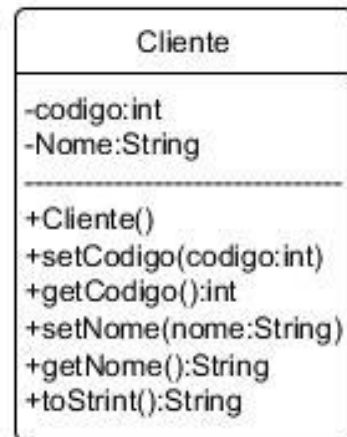 Cliente
-codigo:int
-Nome:String
+Cliente()
+setCodigo(codigo:int)
+getCodigo():int
+setNome(nome:String)
+getNome():String
+toStrint():String